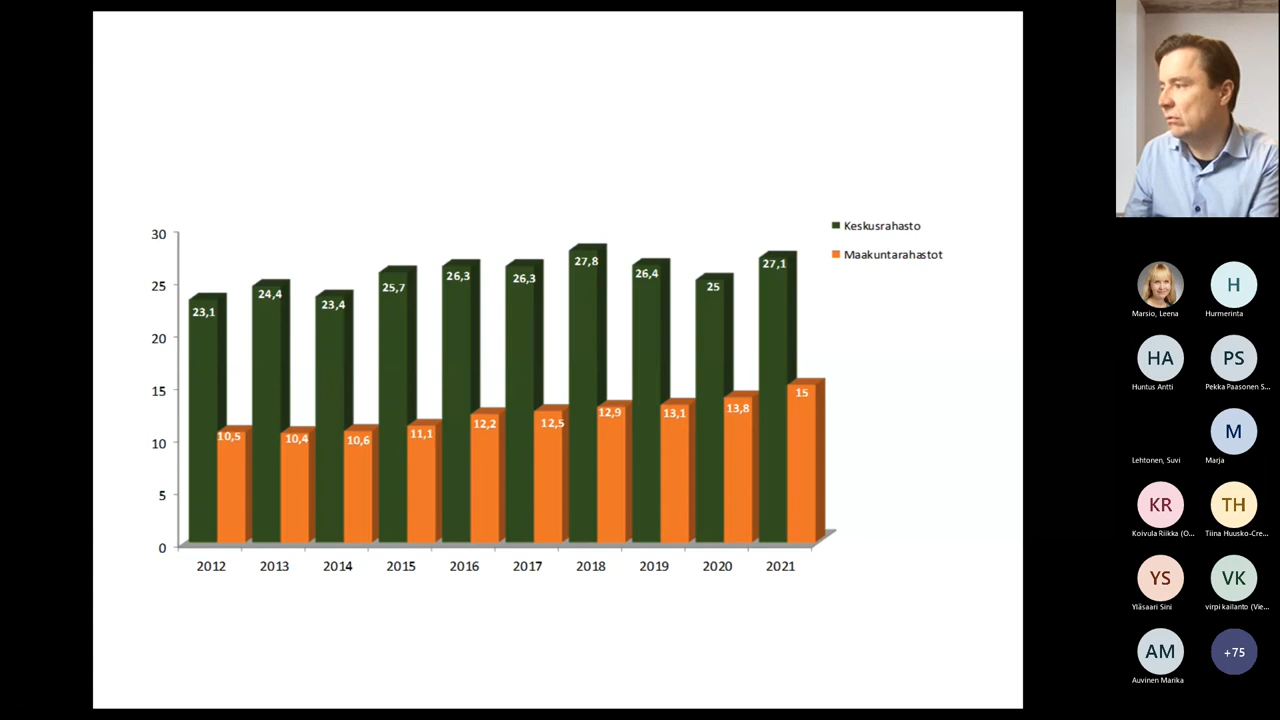 Keskusrahasto
Maakuntarahastot
30
25
20
15
10
5
0
23,1
24,4
23,4
25,7
26,3
26,3
27,8
26,4
25
27,1
10,5
10,4
10,6
11,1
12,2
12,5
12,9
13,1
13,8
15
2012 2013 2014 2015 2016 2017 2018 2019 2020 2021
Marsio, Leena
H
Hurmerinta
HA
Huntus Antti
PS
Pekka Paasonen S...
Lehtonen, Suvi
M
Marja
KR
Koivula Riikka (O...
TH
Tiina Huusko-Cre...
YS
Yläsaari Sini
VK
virpi kailanto (Vie...
AM
Auvinen Marika
+75